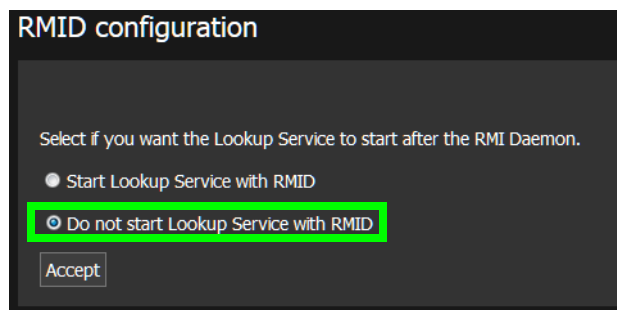 RMID configuration
Select if you want the Lookup Service to start after the RMI Daemon.
Start Lookup Service with RMID
Do not start Lookup Service with RMID
Accept